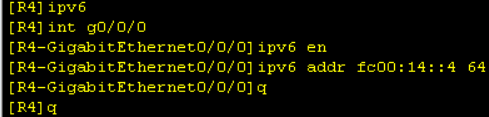 [R4]ipv6
[R4]int g0/0/0
[R4-GigabitEthernet0/0/0]ipv6 en
[R4-GigabitEthernet0/0/0]ipv6 addr fc00:14::4 64
[R4-GigabitEthernet0/0/0]q
[R4]q